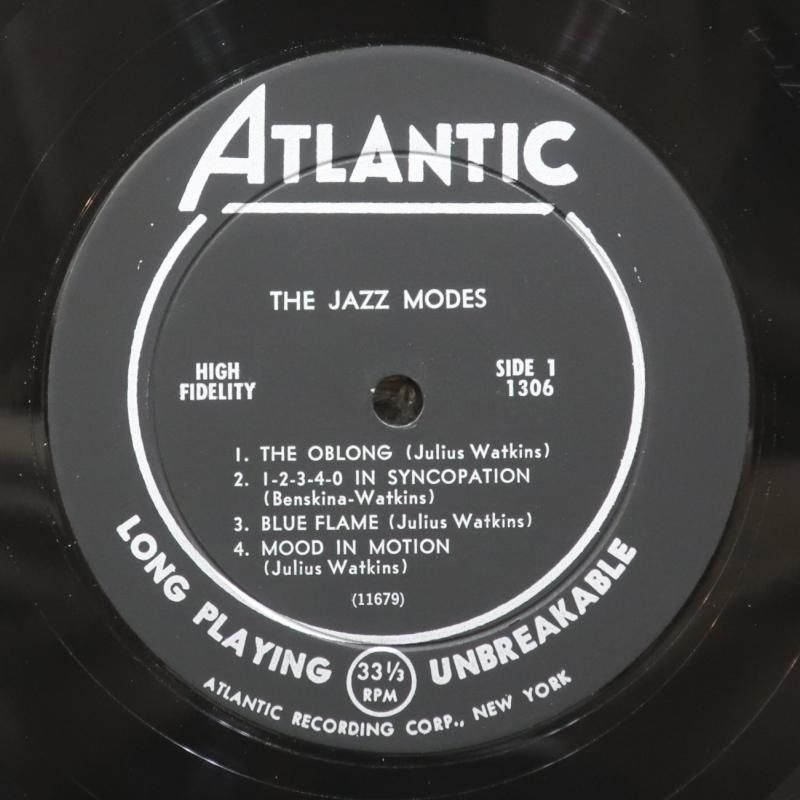 ATLANTIC
THE JAZZ MODES
HIGH
FIDELITY
SIDE 1
1306
1. THE OBLONG (Julius Watkins)
2. 1-2-3-4-0 IN SYNCOPATION
(Benskina-Watkins)
3. BLUE FLAME (Julius Watkins)
4. MOOD IN MOTION
(Julius Watkins)
(11679)
LONG PLAYING
33⅓
RPM
UNBREAKABLE
ATLANTIC RECORDING CORP., NEW YORK